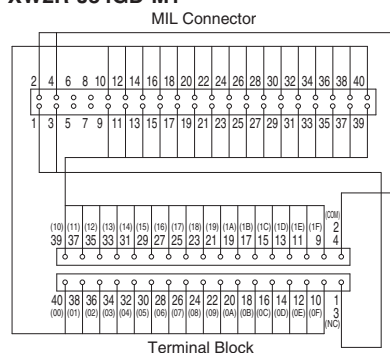 MIL Connector
2 4 6 8 10 12 14 16 18 20 22 24 26 28 30 32 34 36 38 40
1 3 5 7 9 11 13 15 17 19 21 23 25 27 29 31 33 35 37 39
(COM)
(10) (11) (12) (13) (14) (15) (16) (17) (18) (19) (1A) (1B) (1C) (1D) (1E) (1F) 2
39 37 35 33 31 29 27 25 23 21 19 17 15 13 11 9 4
40 38 36 34 32 30 28 26 24 22 20 18 16 14 12 10 1
(00) (01) (02) (03) (04) (05) (06) (07) (08) (09) (0A) (0B) (0C) (0D) (0E) (0F) 3
(NC)
Terminal Block